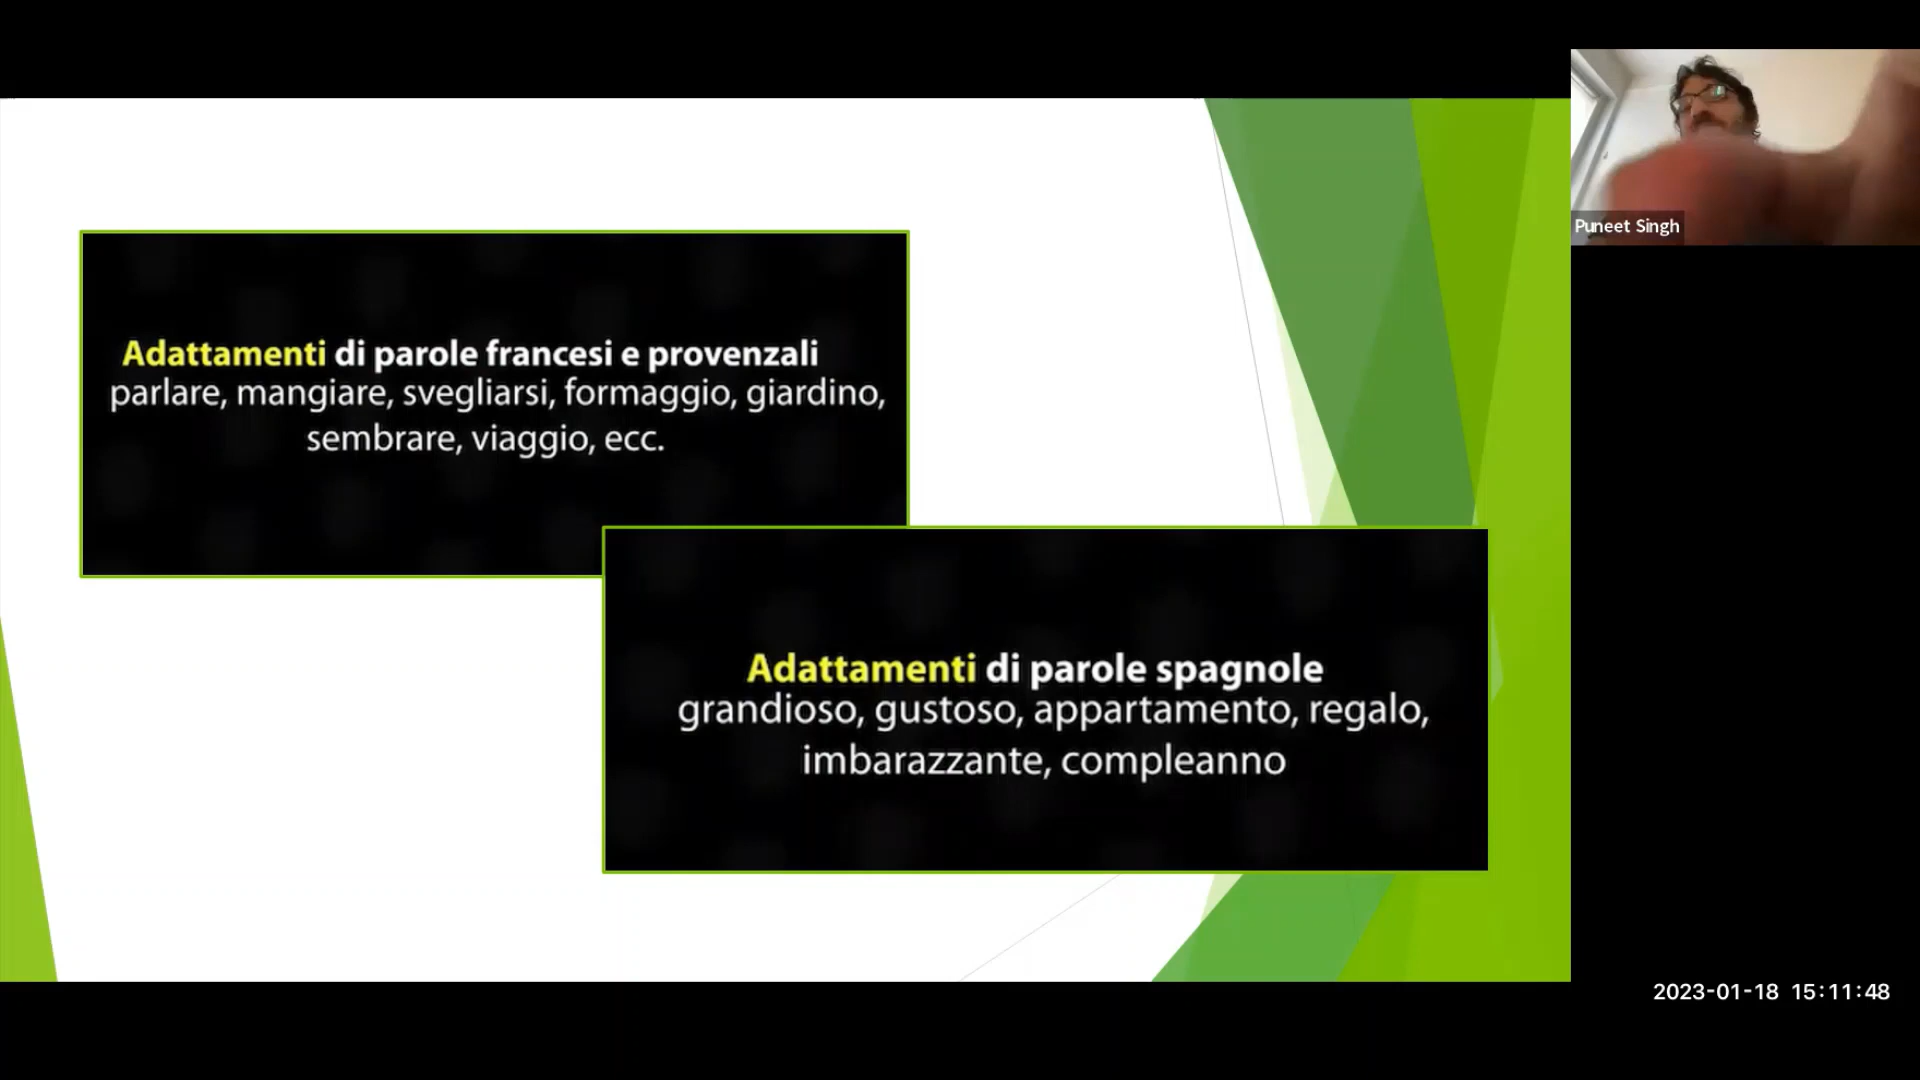 Adattamenti di parole francesi e provenzali
parlare, mangiare, svegliarsi, formaggio, giardino,
sembrare, viaggio, ecc.
Adattamenti di parole spagnole
grandioso, gustoso, appartamento, regalo,
imbarazzante, compleanno
Puneet Singh
2023-01-18 15:11:48